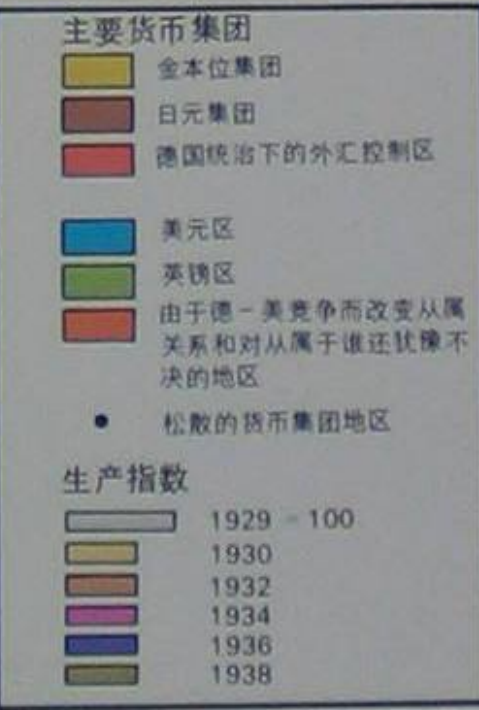 主要货币集团
金本位集团
日元集团
德国统治下的外汇控制区
美元区
英镑区
由于德-美竞争而改变从属
关系和对从属于谁还犹豫不
决的地区
松散的货币集团地区
生产指数
1929 = 100
1930
1932
1934
1936
1938